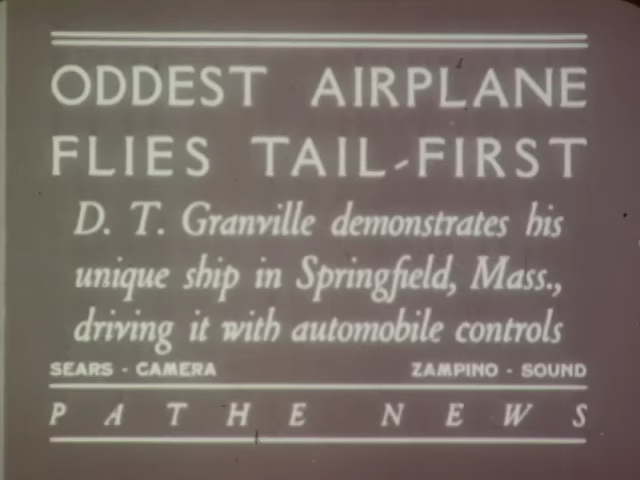 ODDEST AIRPLANE
FLIES TAIL-FIRST
D. T. Granville demonstrates his
unique ship in Springfield, Mass.,
driving it with automobile controls
SEARS - CAMERA ZAMPINO - SOUND
PATHE NEWS